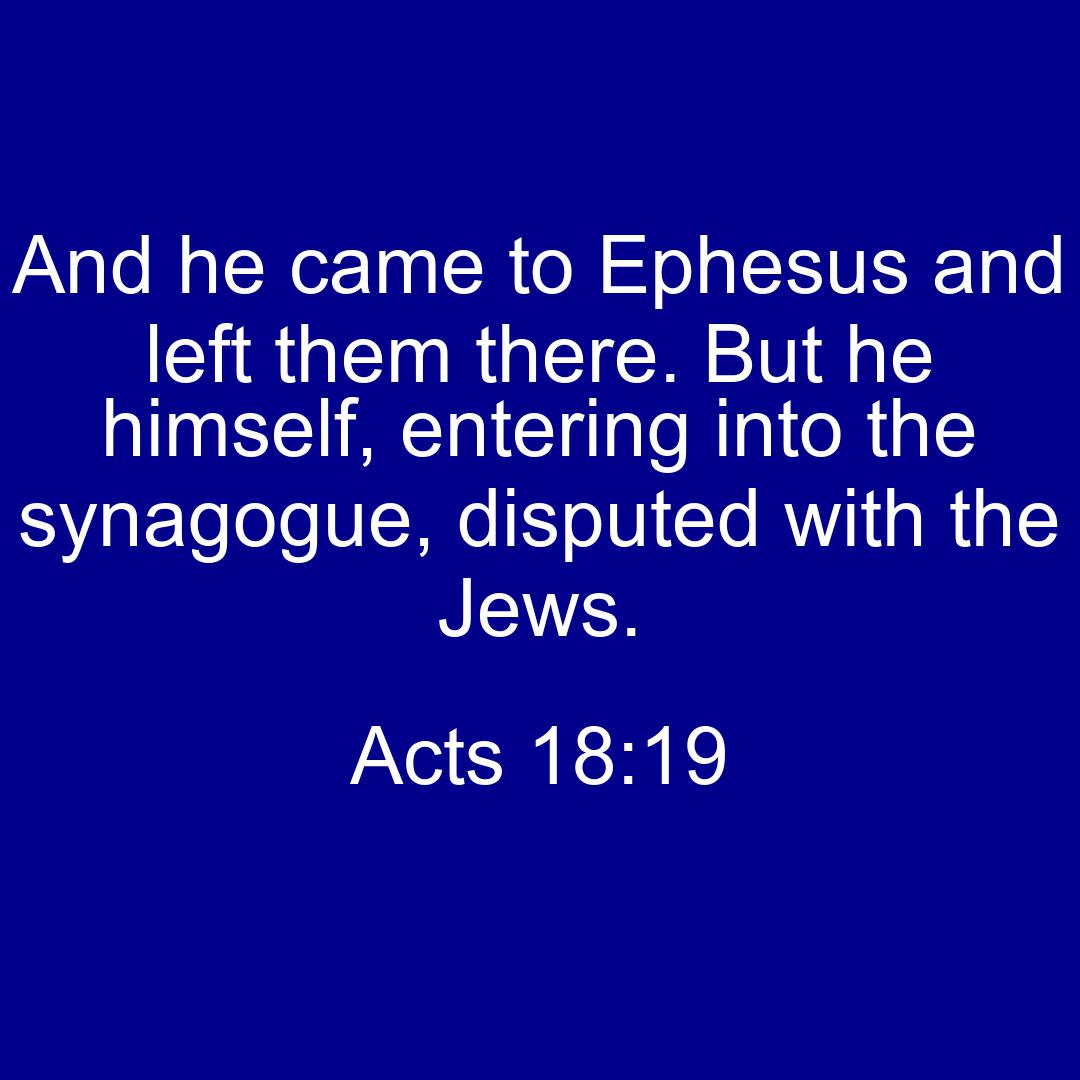 And he came to Ephesus and
left them there. But he
himself, entering into the
synagogue, disputed with the
Jews.
Acts 18:19